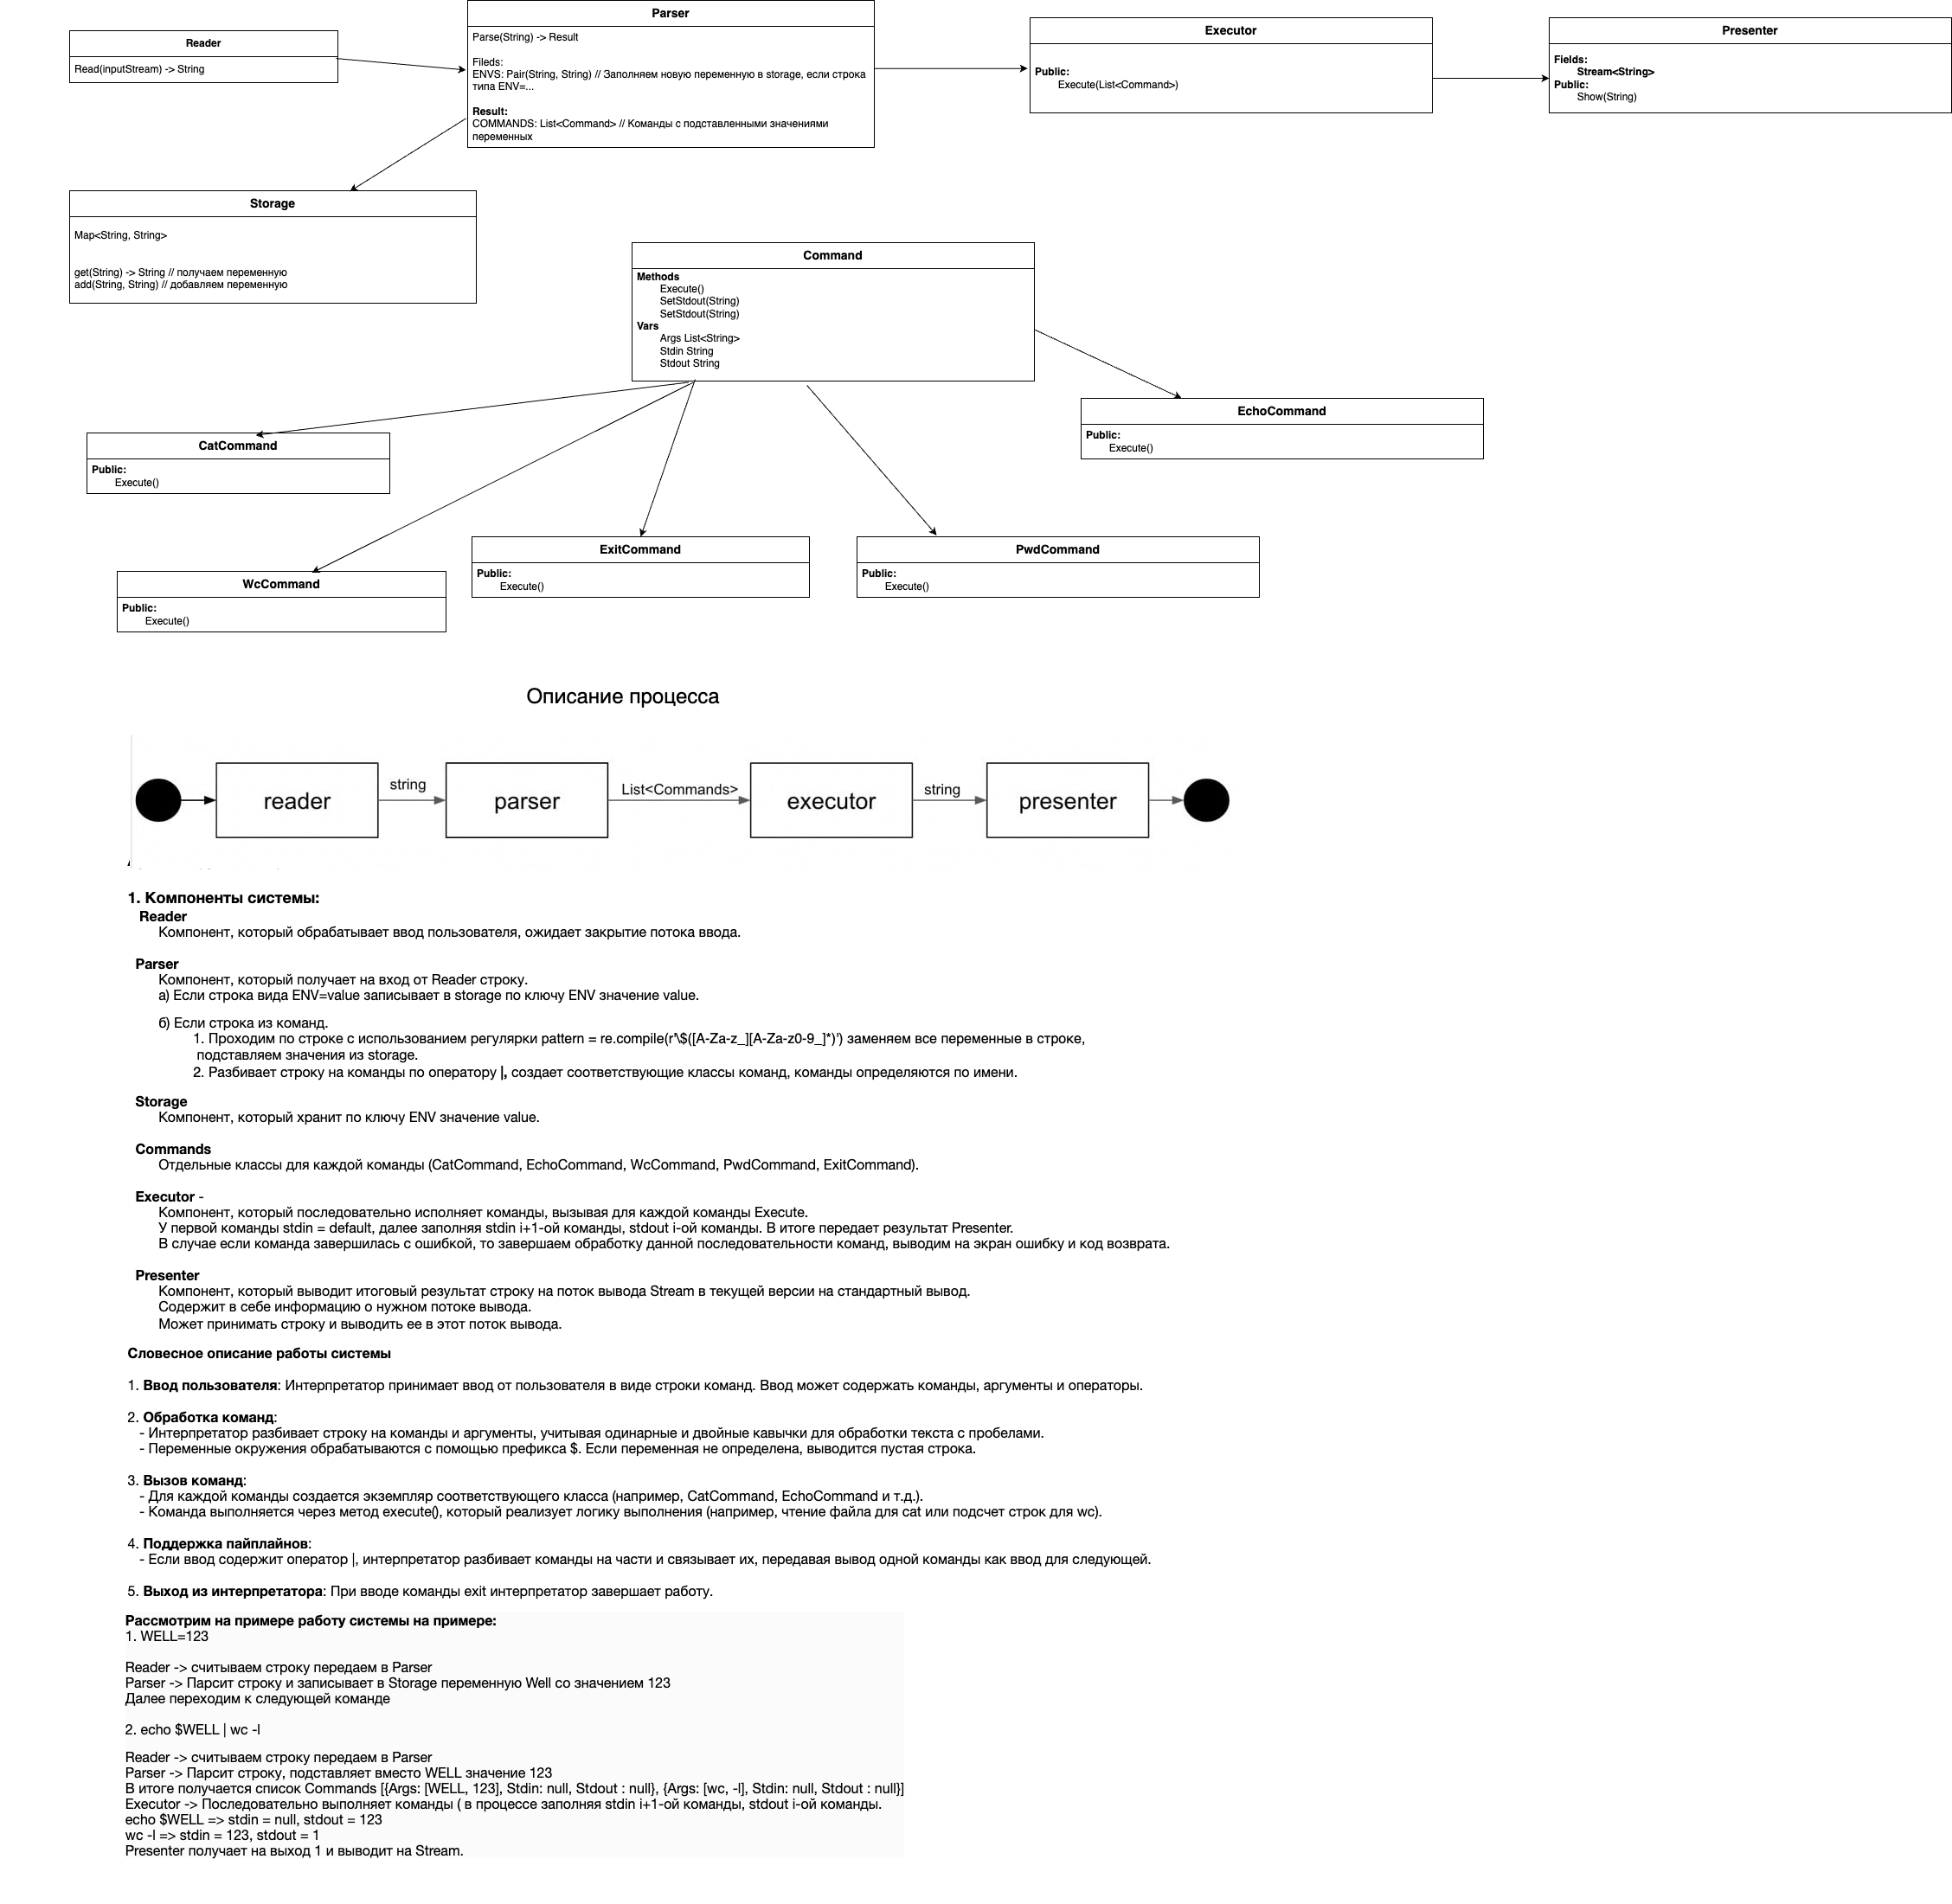 Reader
Read(inputStream) -> String
Parser
Parse(String) -> Result
Fileds:
ENVS: Pair(String, String) // Заполняем новую переменную в storage, если строка
типа ENV=...
Result:
COMMANDS: List<Command> // Команды с подставленными значениями
переменных
Executor
Public:
Execute(List<Command>)
Presenter
Fields:
Stream<String>
Public:
Show(String)
Storage
Map<String, String>
get(String) -> String // получаем переменную
add(String, String) // добавляем переменную
Command
Methods
Execute()
SetStdout(String)
SetStdout(String)
Vars
Args List<String>
Stdin String
Stdout String
EchoCommand
Public:
Execute()
CatCommand
Public:
Execute()
ExitCommand
Public:
Execute()
PwdCommand
Public:
Execute()
WcCommand
Public:
Execute()
Описание процесса
reader
string
parser
List<Commands>
executor
string
presenter
1. Компоненты системы:
Reader
Компонент, который обрабатывает ввод пользователя, ожидает закрытие потока ввода.
Parser
Компонент, который получает на вход от Reader строку.
а) Если строка вида ENV=value записывает в storage по ключу ENV значение value.
б) Если строка из команд.
1. Проходим по строке с использованием регулярки pattern = re.compile(r'\$([A-Za-z_][A-Za-z0-9_]*)') заменяем все переменные в строке,
подставляем значения из storage.
2. Разбивает строку на команды по оператору |, создает соответствующие классы команд, команды определяются по имени.
Storage
Компонент, который хранит по ключу ENV значение value.
Commands
Отдельные классы для каждой команды (CatCommand, EchoCommand, WcCommand, PwdCommand, ExitCommand).
Executor -
Компонент, который последовательно исполняет команды, вызывая для каждой команды Execute.
У первой команды stdin = default, далее заполняя stdin i+1-ой команды, stdout i-ой команды. В итоге передает результат Presenter.
В случае если команда завершилась с ошибкой, то завершаем обработку данной последовательности команд, выводим на экран ошибку и код возврата.
Presenter
Компонент, который выводит итоговый результат строку на поток вывода Stream в текущей версии на стандартный вывод.
Содержит в себе информацию о нужном потоке вывода.
Может принимать строку и выводить ее в этот поток вывода.
Словесное описание работы системы
1. Ввод пользователя: Интерпретатор принимает ввод от пользователя в виде строки команд. Ввод может содержать команды, аргументы и операторы.
2. Обработка команд:
- Интерпретатор разбивает строку на команды и аргументы, учитывая одинарные и двойные кавычки для обработки текста с пробелами.
- Переменные окружения обрабатываются с помощью префикса $. Если переменная не определена, выводится пустая строка.
3. Вызов команд:
- Для каждой команды создается экземпляр соответствующего класса (например, CatCommand, EchoCommand и т.д.).
- Команда выполняется через метод execute(), который реализует логику выполнения (например, чтение файла для cat или подсчет строк для wc).
4. Поддержка пайплайнов:
- Если ввод содержит оператор |, интерпретатор разбивает команды на части и связывает их, передавая вывод одной команды как ввод для следующей.
5. Выход из интерпретатора: При вводе команды exit интерпретатор завершает работу.
Рассмотрим на примере работу системы на примере:
1. WELL=123
Reader -> считываем строку передаем в Parser
Parser -> Парсит строку и записывает в Storage переменную Well со значением 123
Далее переходим к следующей команде
2. echo $WELL | wc -l
Reader -> считываем строку передаем в Parser
Parser -> Парсит строку, подставляет вместо WELL значение 123
В итоге получается список Commands [{Args: [WELL, 123], Stdin: null, Stdout : null}, {Args: [wc, -l], Stdin: null, Stdout : null}]
Executor -> Последовательно выполняет команды ( в процессе заполняя stdin i+1-ой команды, stdout i-ой команды.
echo $WELL => stdin = null, stdout = 123
wc -l => stdin = 123, stdout = 1
Presenter получает на выход 1 и выводит на Stream.